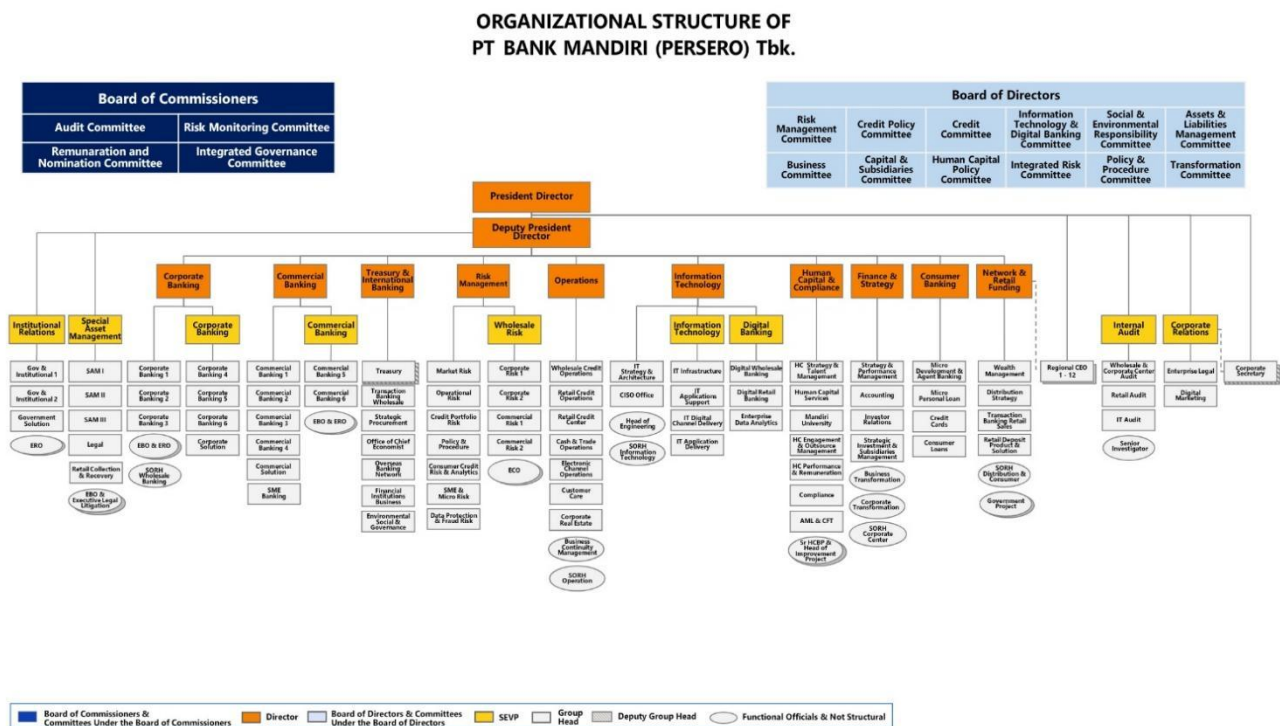 ORGANIZATIONAL STRUCTURE OF
PT BANK MANDIRI (PERSERO) Tbk.
Board of Commissioners
Audit Committee
Risk Monitoring Committee
Remunaration and
Nomination Committee
Integrated Governance
Committee
Board of Directors
Risk
Management
Committee
Credit Policy
Committee
Credit
Committee
Information
Technology &
Digital Banking
Committee
Social &
Environmental
Responsibility
Committee
Assets &
Liabilities
Management
Committee
Business
Committee
Capital &
Subsidiaries
Committee
Human Capital
Policy
Committee
Integrated Risk
Committee
Policy &
Procedure
Committee
Transformation
Committee
President Director
Deputy President
Director
Corporate
Banking
Commercial
Banking
Treasury &
International
Banking
Risk
Management
Operations
Information
Technology
Human
Capital &
Compliance
Finance &
Strategy
Consumer
Banking
Network &
Retail
Funding
Institutional
Relations
Special
Asset
Management
Corporate
Banking
Commercial
Banking
Wholesale
Risk
Information
Technology
Digital
Banking
Internal
Audit
Corporate
Relations
Gov &
Institutional 1
Gov &
Institutional 2
Government
Solution
ERO
SAM I
SAM II
SAM III
Legal
Retail Collection
& Recovery
EBO &
Executive Legal
Litigation
Corporate
Banking 1
Corporate
Banking 2
Corporate
Banking 3
EBO & ERO
SORH
Wholesale
Banking
Corporate
Banking 4
Corporate
Banking 5
Corporate
Banking 6
Corporate
Solution
Commercial
Banking 1
Commercial
Banking 2
Commercial
Banking 3
Commercial
Banking 4
Commercial
Solution
SME
Banking
Commercial
Banking 5
Commercial
Banking 6
EBO & ERO
Treasury
Transaction
Banking
Wholesale
Strategic
Procurement
Office of Chief
Economist
Overseas
Banking
Network
Financial
Institutions
Business
Environmental
Social &
Governance
Market Risk
Operational
Risk
Credit Portfolio
Risk
Policy &
Procedure
Consumer Credit
Risk & Analytics
SME &
Micro Risk
Data Protection
& Fraud Risk
Corporate
Risk 1
Corporate
Risk 2
Commercial
Risk 1
Commercial
Risk 2
ECO
Wholesale Credit
Operations
Retail Credit
Operations
Retail Credit
Center
Cash & Trade
Operations
Electronic
Channel
Operations
Customer
Care
Corporate
Real Estate
Business
Continuity
Management
SORH
Operation
IT
Strategy &
Architecture
CISO Office
Head of
Engineering
SORH
Information
Technology
IT Infrastructure
IT
Applications
Support
IT Digital
Channel Delivery
IT Application
Delivery
Digital Wholesale
Banking
Digital Retail
Banking
Enterprise
Data Analytics
HC Strategy &
Talent
Management
Human Capital
Services
Mandiri
University
HC Engagement
& Outsource
Management
HC Performance
& Remuneration
Compliance
AML & CFT
Sr HCBP &
Head of
Improvement
Project
Strategy &
Performance
Management
Accounting
Investor
Relations
Strategic
Investment &
Subsidiaries
Management
Business
Transformation
Corporate
Transformation
SORH
Corporate
Center
Micro
Development &
Agent Banking
Micro
Personal Loan
Credit
Cards
Consumer
Loans
Wealth
Management
Distribution
Strategy
Transaction
Banking Retail
Sales
Retail Deposit
Product &
Solution
SORH
Distribution &
Consumer
Government
Project
Regional CEO
1 - 12
Wholesale &
Corporate Center
Audit
Retail Audit
IT Audit
Senior
Investigator
Enterprise Legal
Digital
Marketing
Corporate
Secretary
Board of Commissioners &
Committees Under the Board of Commissioners
Director
Board of Directors & Committees
Under the Board of Directors
SEVP
Group
Head
Deputy Group Head
Functional Officials & Not Structural